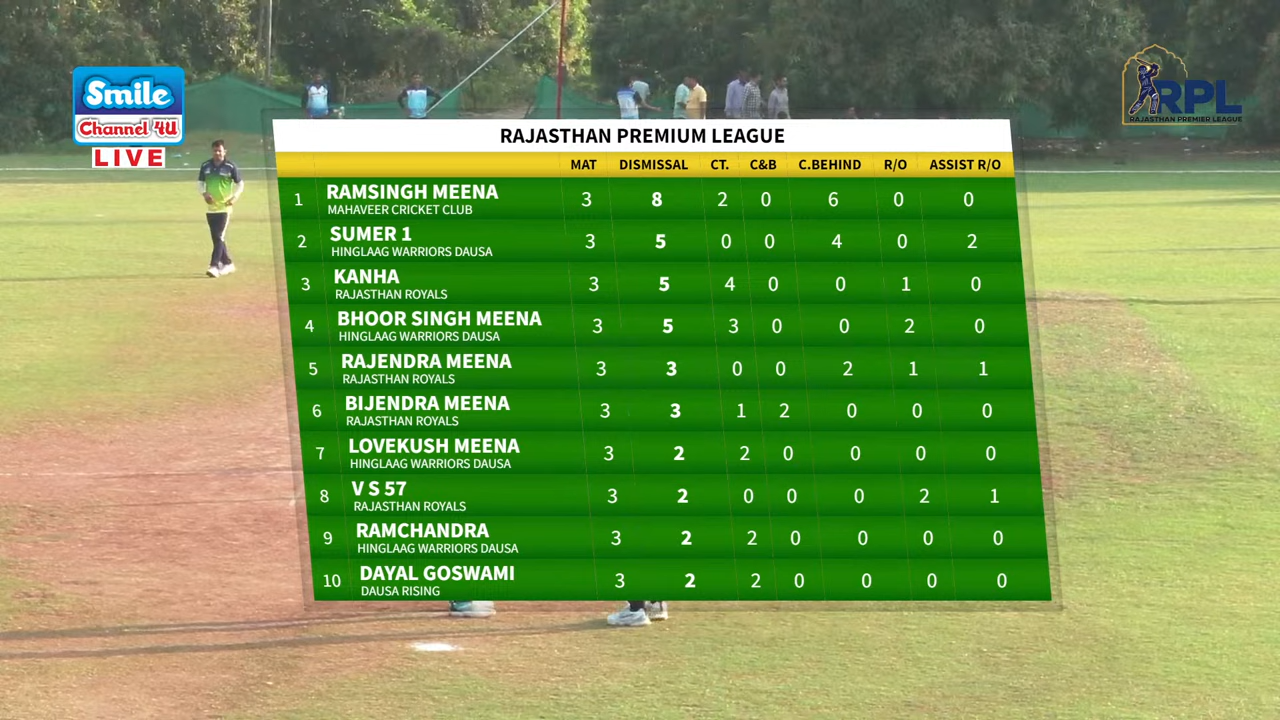 Smile
Channel 4U
LIVE
RPL
RAJASTHAN PREMIER LEAGUE
RAJASTHAN PREMIUM LEAGUE
MAT DISMISSAL CT. C&B C.BEHIND R/O ASSIST R/O
1 RAMSINGH MEENA 3 8 2 0 6 0 0
MAHAVEER CRICKET CLUB
2 SUMER 1 3 5 0 0 4 0 2
HINGLAAG WARRIORS DAUSA
3 KANHA 3 5 4 0 0 1 0
RAJASTHAN ROYALS
4 BHOOR SINGH MEENA 3 5 3 0 0 2 0
HINGLAAG WARRIORS DAUSA
5 RAJENDRA MEENA 3 3 0 0 2 1 1
RAJASTHAN ROYALS
6 BIJENDRA MEENA 3 3 1 2 0 0 0
RAJASTHAN ROYALS
7 LOVEKUSH MEENA 3 2 2 0 0 0 0
HINGLAAG WARRIORS DAUSA
8 V S 57 3 2 0 0 0 2 1
RAJASTHAN ROYALS
9 RAMCHANDRA 3 2 2 0 0 0 0
HINGLAAG WARRIORS DAUSA
10 DAYAL GOSWAMI 3 2 2 0 0 0 0
DAUSA RISING